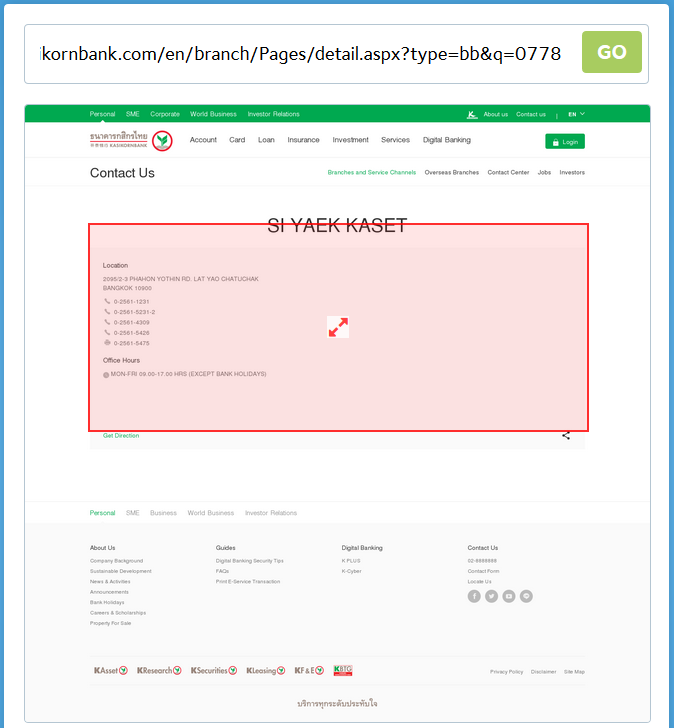 ikornbank.com/en/branch/Pages/detail.aspx?type=bb&q=0778 GO
Personal SME Corporate World Business Investor Relations About us Contact us | EN
ธนาคารกสิกรไทย
开泰银行 KASIKORNBANK
Account Card Loan Insurance Investment Services Digital Banking Login
Contact Us Branches and Service Channels Overseas Branches Contact Center Jobs Investors
SI YAEK KASET
Location
2095/2-3 PHAHON YOTHIN RD. LAT YAO CHATUCHAK
BANGKOK 10900
0-2561-1231
0-2561-5231-2
0-2561-4309
0-2561-5426
0-2561-5475
Office Hours
MON-FRI 09.00-17.00 HRS (EXCEPT BANK HOLIDAYS)
Get Direction
Personal SME Business World Business Investor Relations
About Us Guides Digital Banking Contact Us
Company Background Digital Banking Security Tips K PLUS 02-8888888
Sustainable Development FAQs K-Cyber Contact Form
News & Activities Print E-Service Transaction Locate Us
Announcements
Bank Holidays
Careers & Scholarships
Property For Sale
KAsset KResearch KSecurities KLeasing KF&E KBTG Privacy Policy Disclaimer Site Map
บริการทุกระดับประทับใจ